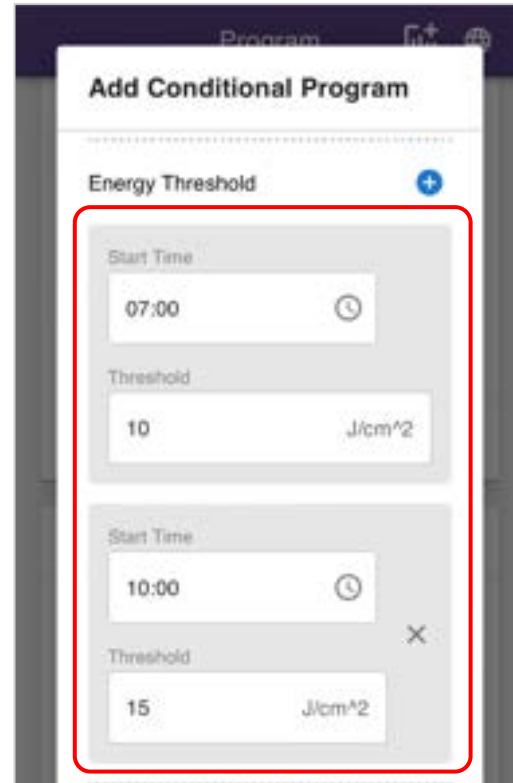 Program
Add Conditional Program
Energy Threshold
Start Time
07:00
Threshold
10 J/cm^2
Start Time
10:00
Threshold
15 J/cm^2